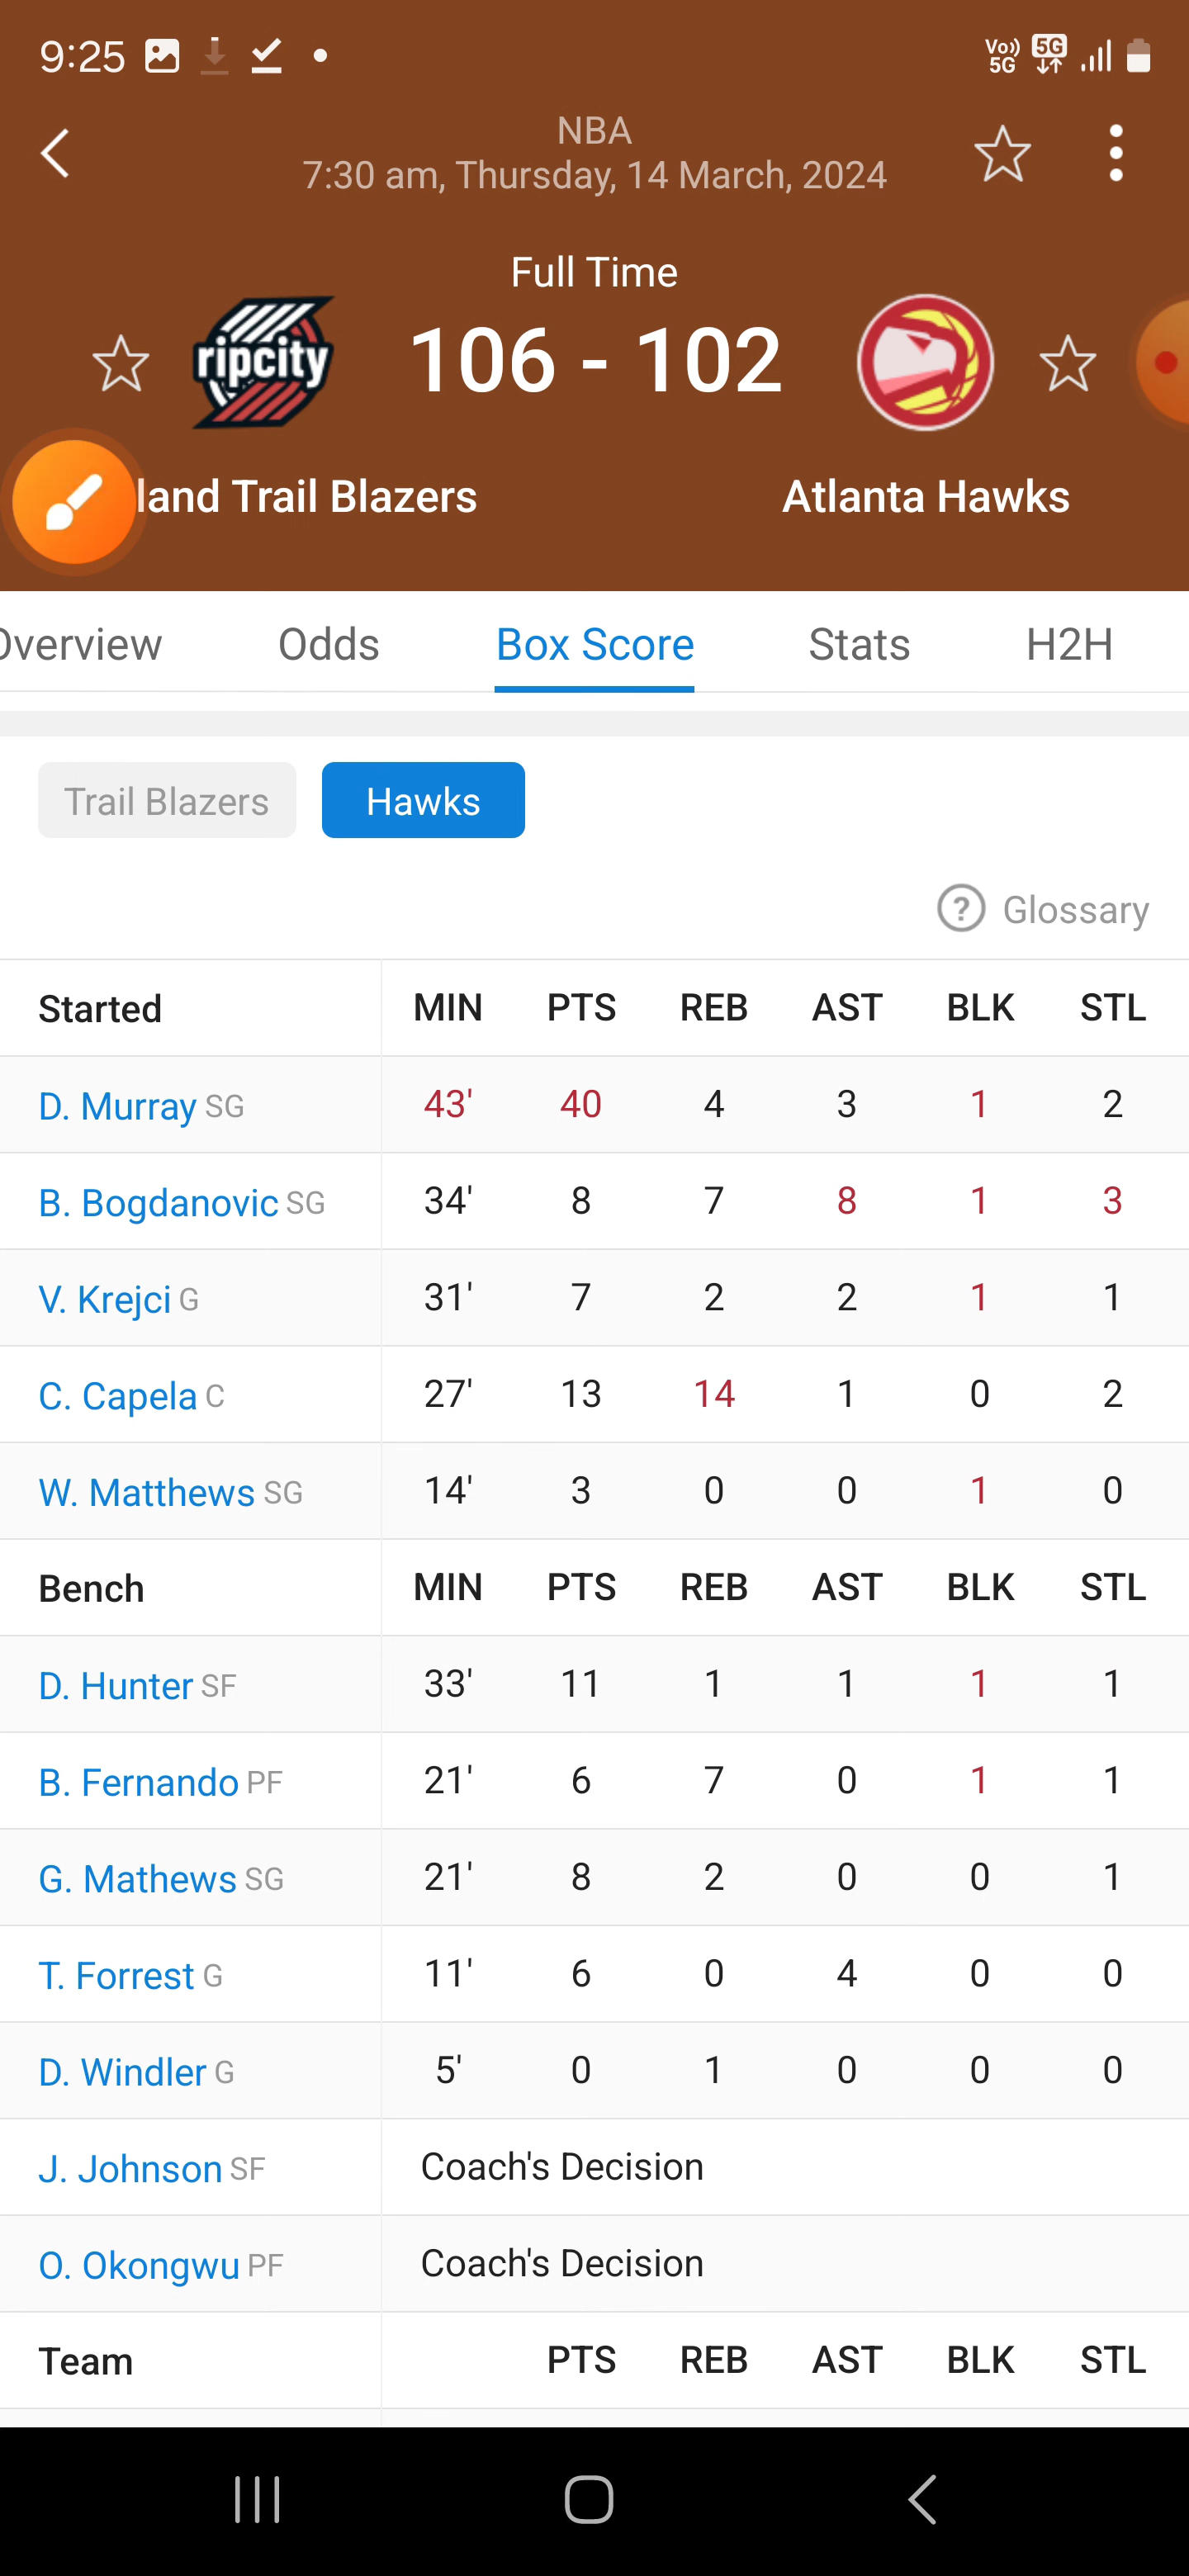 9:25
Vo)) 5G
5G
NBA
7:30 am, Thursday, 14 March, 2024
Full Time
ripcity
106 - 102
land Trail Blazers
Atlanta Hawks
Overview Odds Box Score Stats H2H
Trail Blazers Hawks
? Glossary
Started MIN PTS REB AST BLK STL
D. Murray SG 43' 40 4 3 1 2
B. Bogdanovic SG 34' 8 7 8 1 3
V. Krejci G 31' 7 2 2 1 1
C. Capela C 27' 13 14 1 0 2
W. Matthews SG 14' 3 0 0 1 0
Bench MIN PTS REB AST BLK STL
D. Hunter SF 33' 11 1 1 1 1
B. Fernando PF 21' 6 7 0 1 1
G. Mathews SG 21' 8 2 0 0 1
T. Forrest G 11' 6 0 4 0 0
D. Windler G 5' 0 1 0 0 0
J. Johnson SF Coach's Decision
O. Okongwu PF Coach's Decision
Team PTS REB AST BLK STL